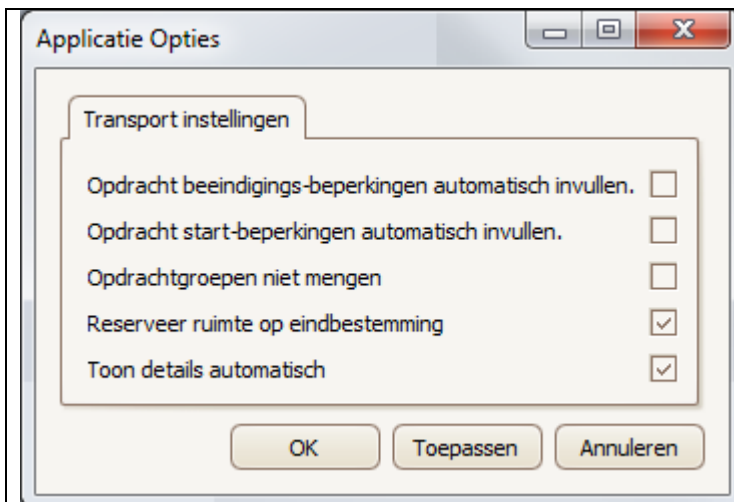 Applicatie Opties
Transport instellingen
Opdracht beeindigings-beperkingen automatisch invullen.
Opdracht start-beperkingen automatisch invullen.
Opdrachtgroepen niet mengen
Reserveer ruimte op eindbestemming
Toon details automatisch
OK Toepassen Annuleren